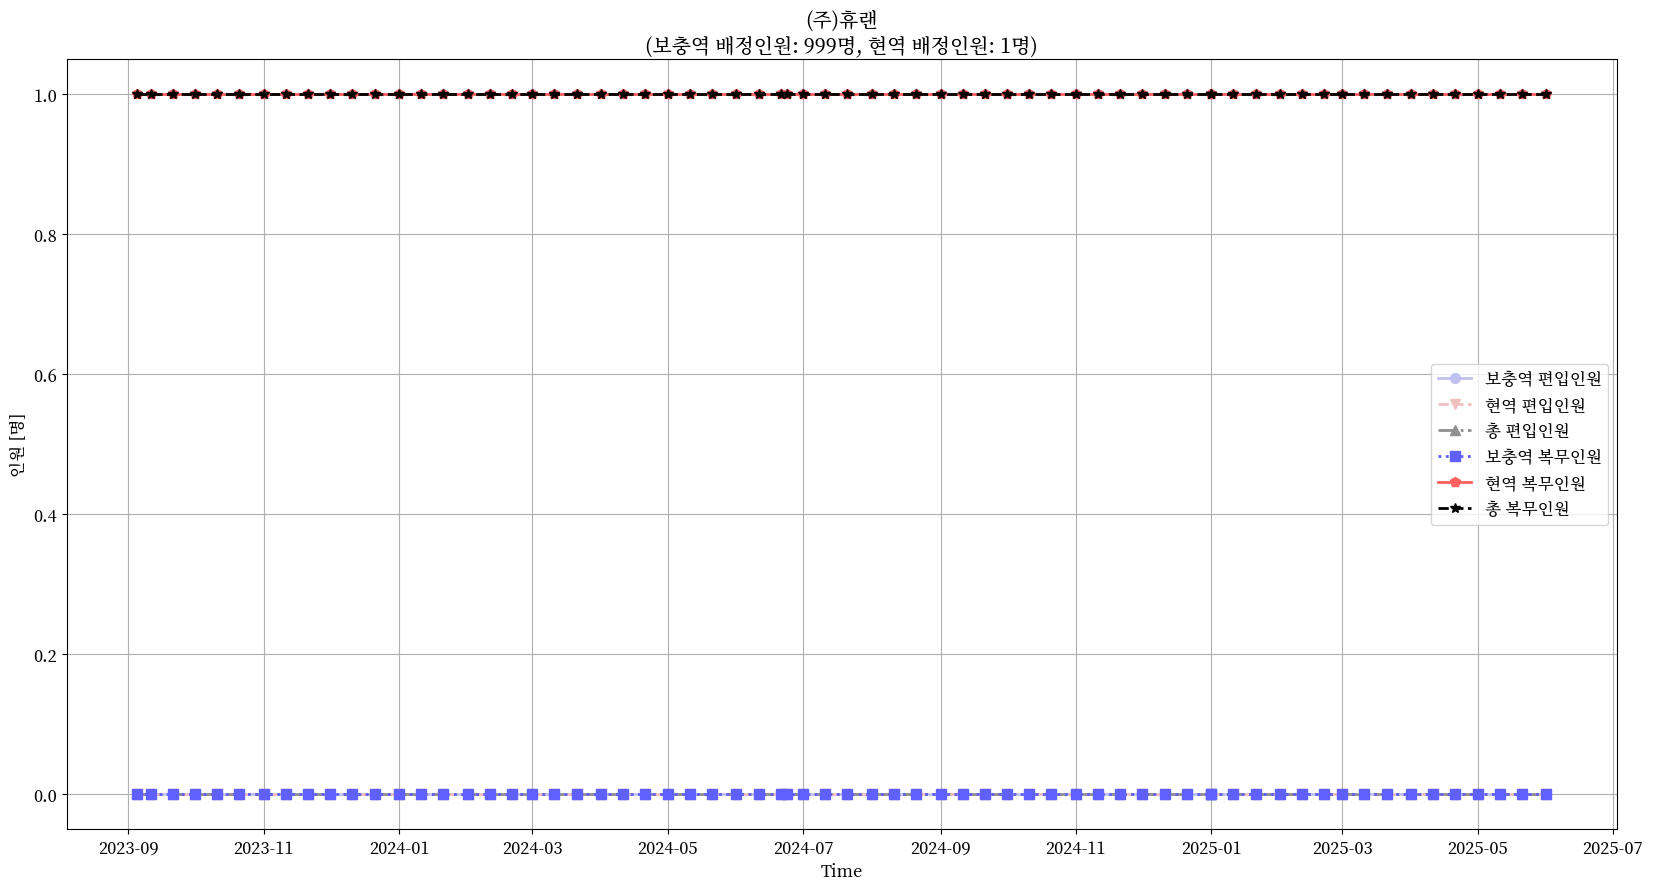 (주)휴랜
(보충역 배정인원: 999명, 현역 배정인원: 1명)
인원 [명]
1.0
0.8
0.6
0.4
0.2
0.0
보충역 편입인원
현역 편입인원
총 편입인원
보충역 복무인원
현역 복무인원
총 복무인원
2023-09 2023-11 2024-01 2024-03 2024-05 2024-07 2024-09 2024-11 2025-01 2025-03 2025-05 2025-07
Time